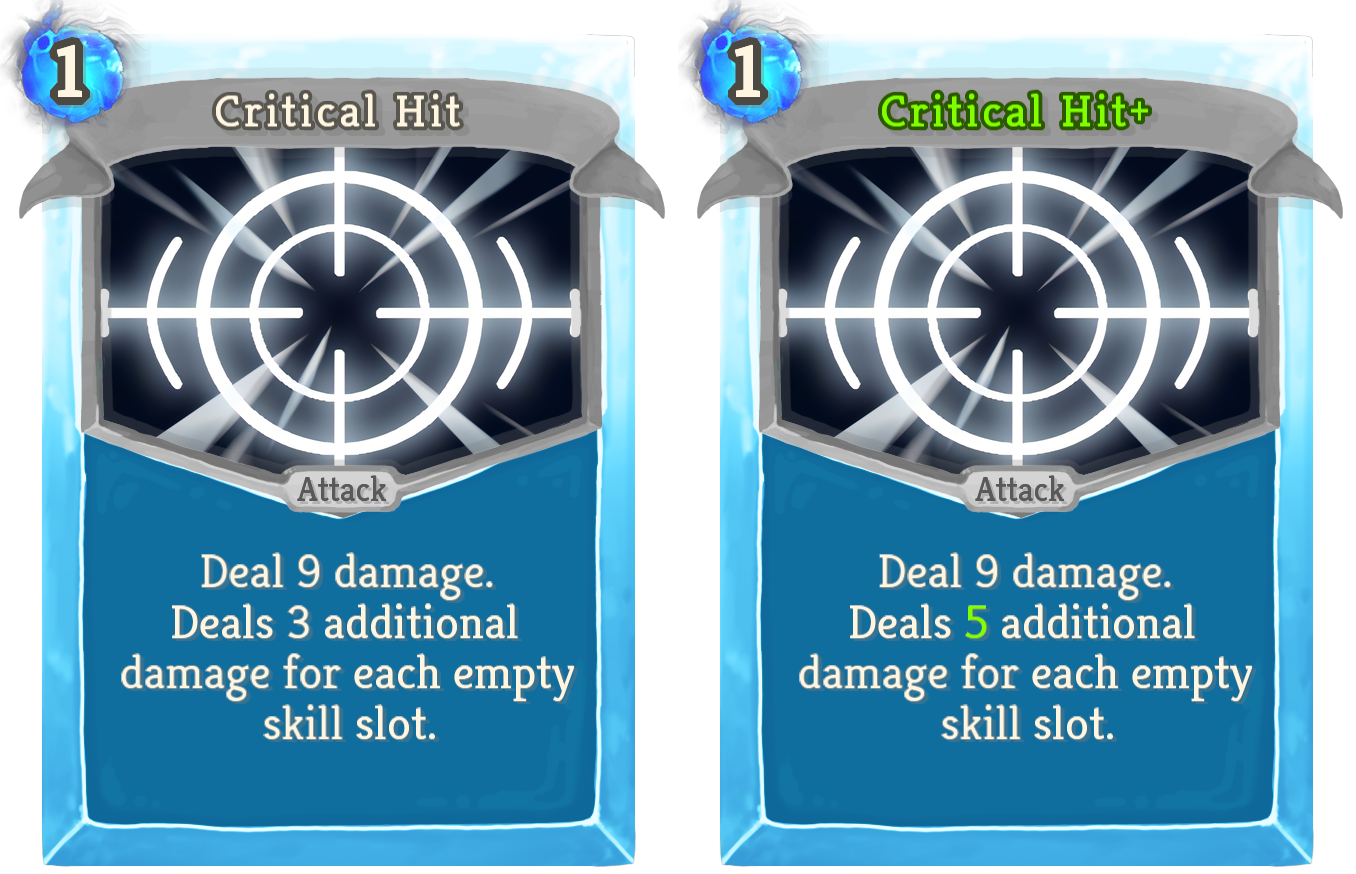 1
Critical Hit
Attack
Deal 9 damage.
Deals 3 additional
damage for each empty
skill slot.
1
Critical Hit+
Attack
Deal 9 damage.
Deals 5 additional
damage for each empty
skill slot.